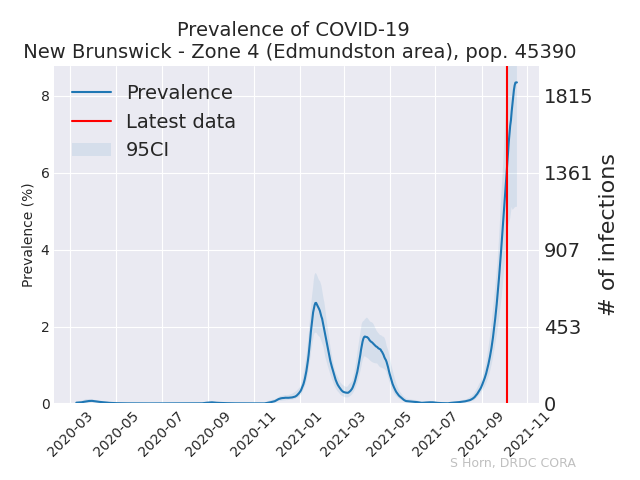 Prevalence of COVID-19
New Brunswick - Zone 4 (Edmundston area), pop. 45390
Prevalence
Latest data
95CI
Prevalence (%)
8
6
4
2
0
1815
1361
907
453
0
# of infections
2020-03
2020-05
2020-07
2020-09
2020-11
2021-01
2021-03
2021-05
2021-07
2021-09
2021-11
S Horn, DRDC CORA